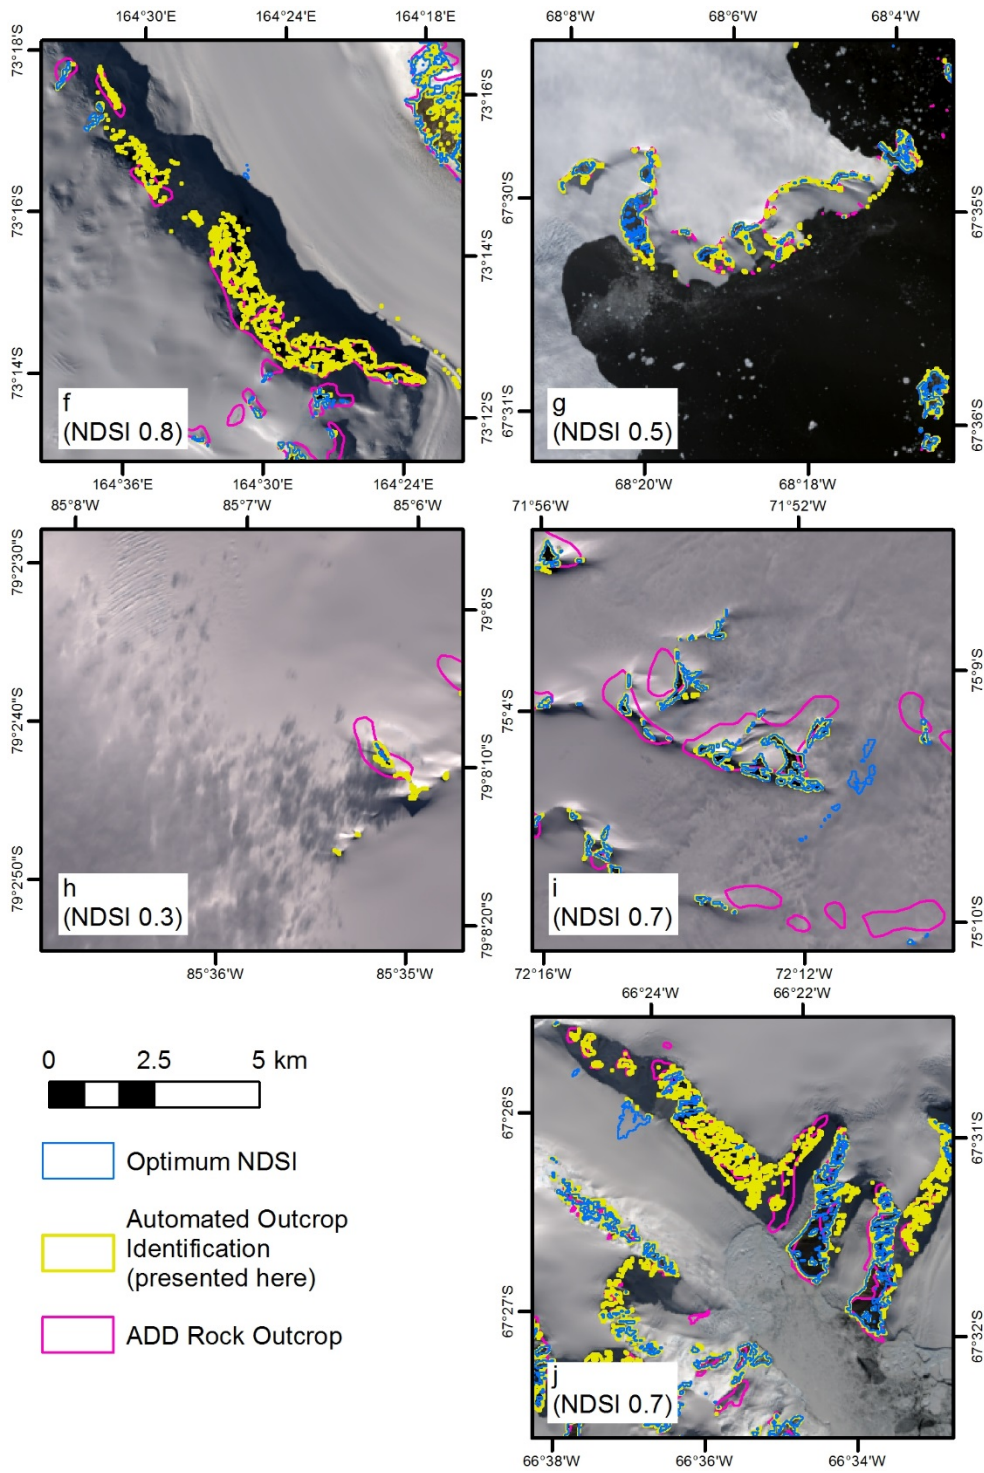 164°30'E 164°24'E 164°18'E
73°18'S
73°16'S
73°14'S
73°16'S
73°14'S
73°12'S
f
(NDSI 0.8)
164°36'E 164°30'E 164°24'E
68°8'W 68°6'W 68°4'W
67°30'S
67°31'S
67°35'S
67°36'S
g
(NDSI 0.5)
68°20'W 68°18'W
85°8'W 85°7'W 85°6'W
79°2'30"S
79°2'40"S
79°2'50"S
79°8'S
79°8'10"S
79°8'20"S
h
(NDSI 0.3)
85°36'W 85°35'W
71°56'W 71°52'W
75°4'S
75°9'S
75°10'S
i
(NDSI 0.7)
72°16'W 72°12'W
66°24'W 66°22'W
67°26'S
67°27'S
67°31'S
67°32'S
j
(NDSI 0.7)
66°38'W 66°36'W 66°34'W
0 2.5 5 km
Optimum NDSI
Automated Outcrop
Identification
(presented here)
ADD Rock Outcrop